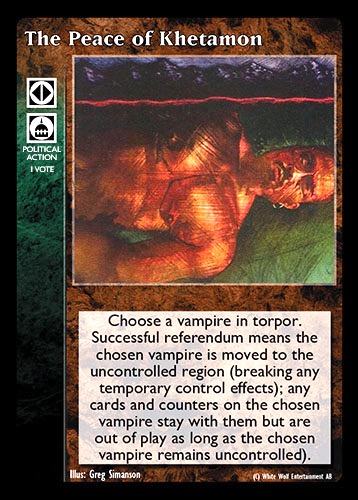 The Peace of Khetamon
POLITICAL
ACTION
1 VOTE
Choose a vampire in torpor.
Successful referendum means the
chosen vampire is moved to the
uncontrolled region (breaking any
temporary control effects); any
cards and counters on the chosen
vampire stay with them but are
out of play as long as the chosen
vampire remains uncontrolled).
Illus: Greg Simanson
(C) White Wolf Entertainment AB